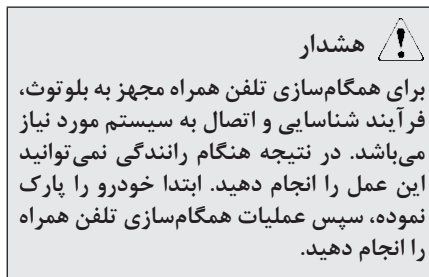 هشدار
برای همگام‌سازی تلفن همراه مجهز به بلوتوث،
فرآیند شناسایی و اتصال به سیستم مورد نیاز
می‌باشد. در نتیجه هنگام رانندگی نمی‌توانید
این عمل را انجام دهید. ابتدا خودرو را پارک
نموده، سپس عملیات همگام‌سازی تلفن همراه
را انجام دهید.